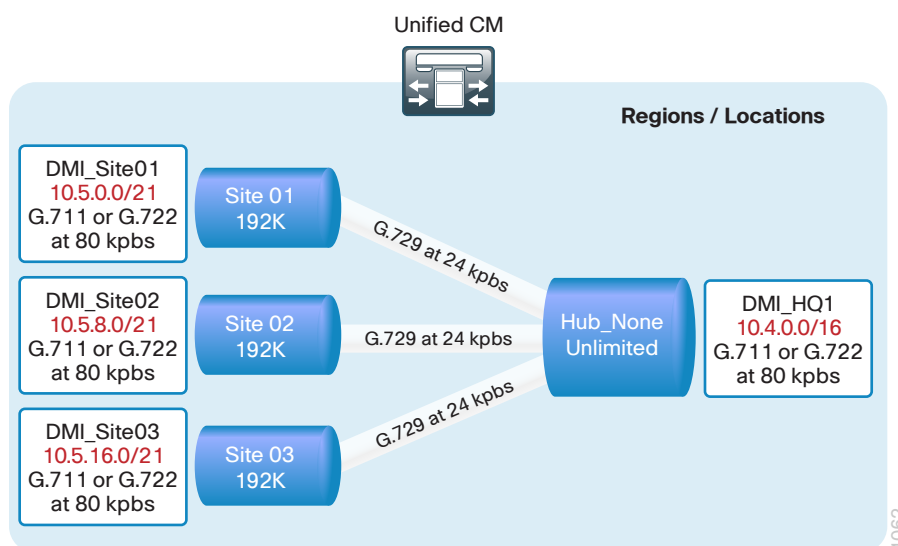 Unified CM
Regions / Locations
DMI_Site01
10.5.0.0/21
G.711 or G.722
at 80 kpbs
Site 01
192K
G.729 at 24 kpbs
DMI_Site02
10.5.8.0/21
G.711 or G.722
at 80 kpbs
Site 02
192K
G.729 at 24 kpbs
Hub_None
Unlimited
DMI_HQ1
10.4.0.0/16
G.711 or G.722
at 80 kpbs
DMI_Site03
10.5.16.0/21
G.711 or G.722
at 80 kpbs
Site 03
192K
G.729 at 24 kpbs